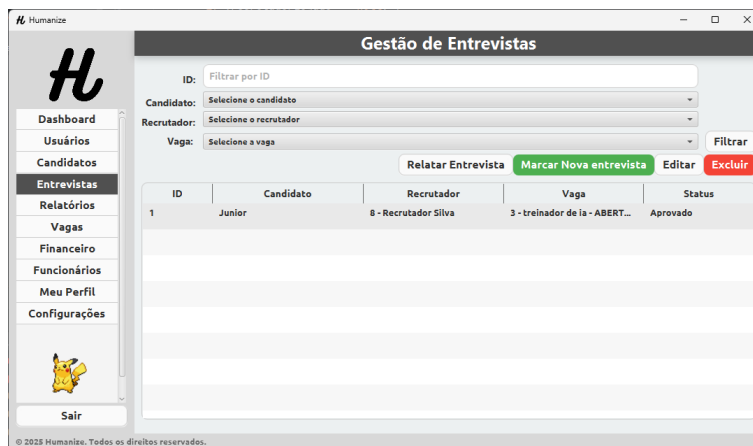 Humanize
Gestão de Entrevistas
H
ID: Filtrar por ID
Candidato: Selecione o candidato
Recrutador: Selecione o recrutador
Vaga: Selecione a vaga Filtrar
Relatar Entrevista Marcar Nova entrevista Editar Excluir
Dashboard
Usuários
Candidatos
Entrevistas
Relatórios
Vagas
Financeiro
Funcionários
Meu Perfil
Configurações
Sair
ID Candidato Recrutador Vaga Status
1 Junior 8 - Recrutador Silva 3 - treinador de ia - ABERT... Aprovado
© 2025 Humanize. Todos os direitos reservados.